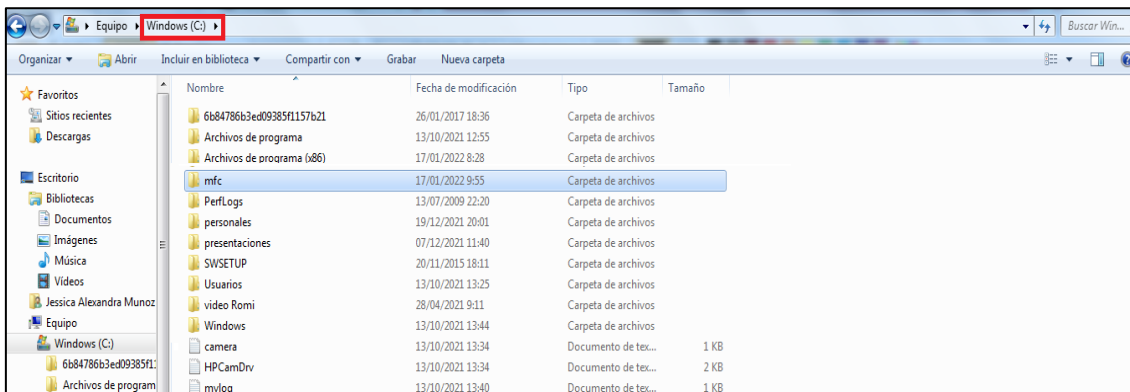 Equipo ▸ Windows (C:) ▸
Buscar Win...
Organizar Abrir Incluir en biblioteca Compartir con Grabar Nueva carpeta
Favoritos
Sitios recientes
Descargas
Escritorio
Bibliotecas
Documentos
Imágenes
Música
Vídeos
Jessica Alexandra Munoz
Equipo
Windows (C:)
6b84786b3ed09385f1:
Archivos de program
Nombre Fecha de modificación Tipo Tamaño
6b84786b3ed09385f1157b21 26/01/2017 18:36 Carpeta de archivos
Archivos de programa 13/10/2021 12:55 Carpeta de archivos
Archivos de programa (x86) 17/01/2022 8:28 Carpeta de archivos
mfc 17/01/2022 9:55 Carpeta de archivos
PerfLogs 13/07/2009 22:20 Carpeta de archivos
personales 19/12/2021 20:01 Carpeta de archivos
presentaciones 07/12/2021 11:40 Carpeta de archivos
SWSETUP 20/11/2015 18:11 Carpeta de archivos
Usuarios 13/10/2021 13:25 Carpeta de archivos
video Romi 28/04/2021 9:11 Carpeta de archivos
Windows 13/10/2021 13:44 Carpeta de archivos
camera 13/10/2021 13:34 Documento de tex... 1 KB
HPCamDrv 13/10/2021 13:34 Documento de tex... 2 KB
mylog 13/10/2021 13:40 Documento de tex... 1 KB